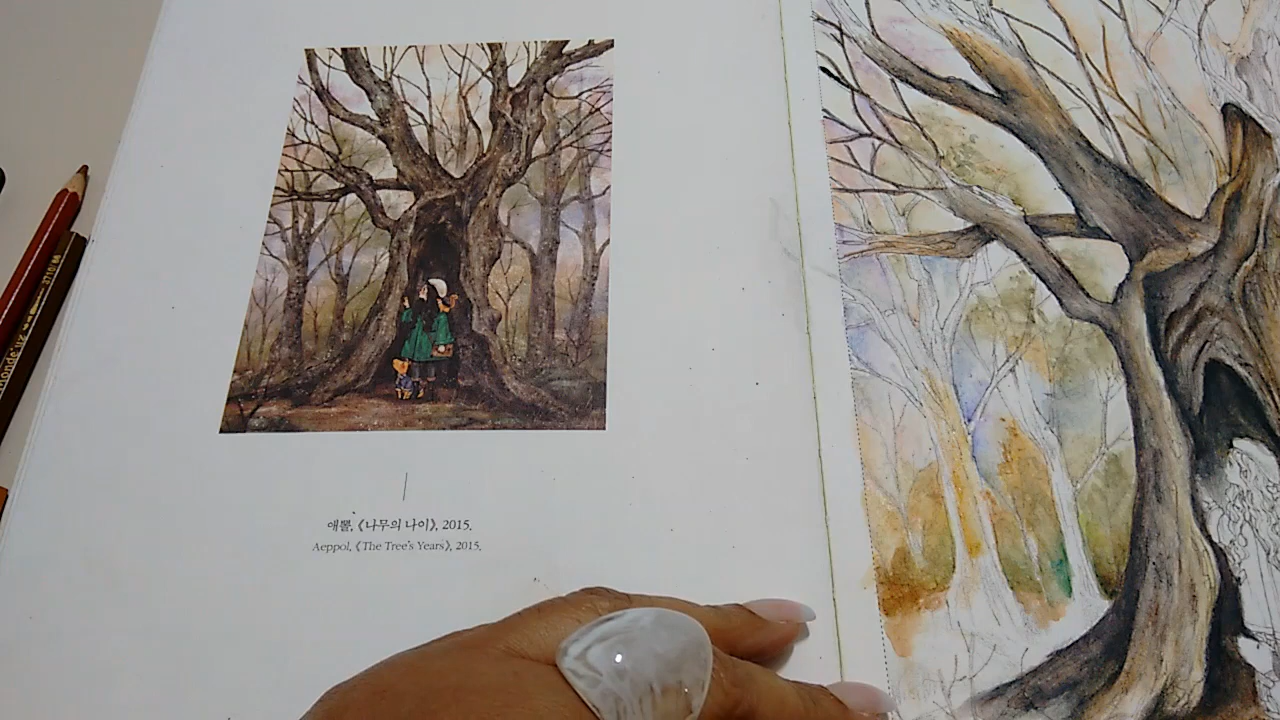 애뽈, 《나무의 나이》, 2015.
Aeppol, 《The Tree's Years》, 2015.